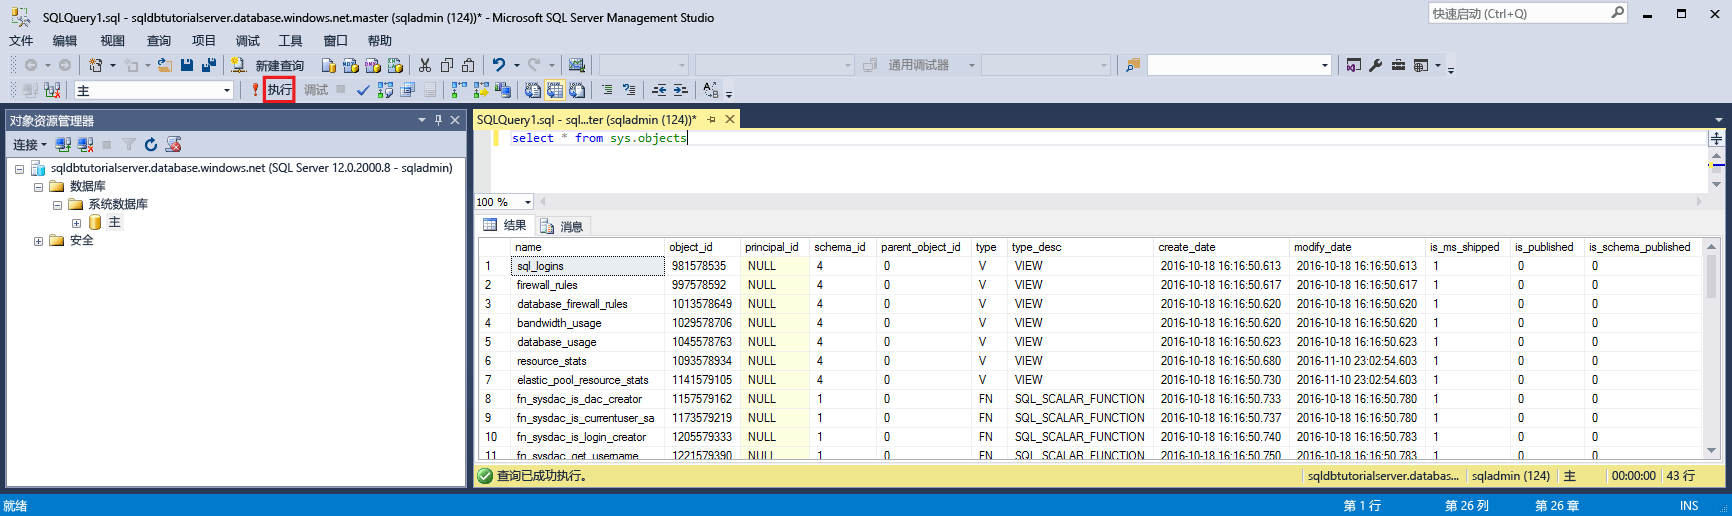 SQLQuery1.sql - sqldbtutorialserver.database.windows.net.master (sqladmin (124))* - Microsoft SQL Server Management Studio
快速启动 (Ctrl+Q)
文件 编辑 视图 查询 项目 调试 工具 窗口 帮助
新建查询 通用调试器
主 执行 调试
对象资源管理器
连接
sqldbtutorialserver.database.windows.net (SQL Server 12.0.2000.8 - sqladmin)
数据库
系统数据库
主
安全
SQLQuery1.sql - sql...ter (sqladmin (124))*
select * from sys.objects
100 %
结果 消息
name object_id principal_id schema_id parent_object_id type type_desc create_date modify_date is_ms_shipped is_published is_schema_published
1 sql_logins 981578535 NULL 4 0 V VIEW 2016-10-18 16:16:50.613 2016-10-18 16:16:50.613 1 0 0
2 firewall_rules 997578592 NULL 4 0 V VIEW 2016-10-18 16:16:50.617 2016-10-18 16:16:50.617 1 0 0
3 database_firewall_rules 1013578649 NULL 4 0 V VIEW 2016-10-18 16:16:50.620 2016-10-18 16:16:50.620 1 0 0
4 bandwidth_usage 1029578706 NULL 4 0 V VIEW 2016-10-18 16:16:50.620 2016-10-18 16:16:50.620 1 0 0
5 database_usage 1045578763 NULL 4 0 V VIEW 2016-10-18 16:16:50.623 2016-10-18 16:16:50.623 1 0 0
6 resource_stats 1093578934 NULL 4 0 V VIEW 2016-10-18 16:16:50.680 2016-11-10 23:02:54.603 1 0 0
7 elastic_pool_resource_stats 1141579105 NULL 4 0 V VIEW 2016-10-18 16:16:50.730 2016-11-10 23:02:54.603 1 0 0
8 fn_sysdac_is_dac_creator 1157579162 NULL 1 0 FN SQL_SCALAR_FUNCTION 2016-10-18 16:16:50.733 2016-10-18 16:16:50.780 1 0 0
9 fn_sysdac_is_currentuser_sa 1173579219 NULL 1 0 FN SQL_SCALAR_FUNCTION 2016-10-18 16:16:50.737 2016-10-18 16:16:50.780 1 0 0
10 fn_sysdac_is_login_creator 1205579333 NULL 1 0 FN SQL_SCALAR_FUNCTION 2016-10-18 16:16:50.740 2016-10-18 16:16:50.783 1 0 0
11 fn_sysdac_get_username 1221579390 NULL 1 0 FN SQL_SCALAR_FUNCTION 2016-10-18 16:16:50.750 2016-10-18 16:16:50.783 1 0 0
查询已成功执行。 sqldbtutorialserver.databas... sqladmin (124) 主 00:00:00 43 行
就绪 第 1 行 第 26 列 第 26 章 INS